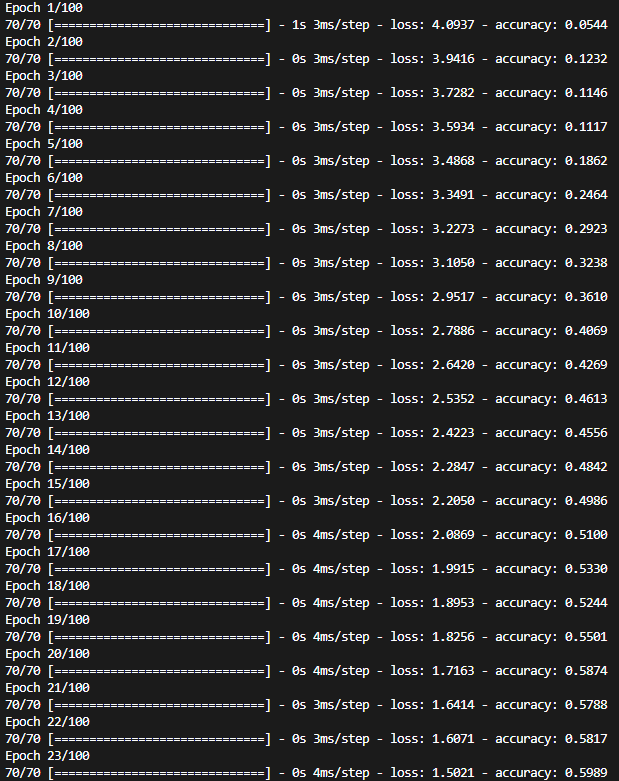 Epoch 1/100
70/70 [==============================] - 1s 3ms/step - loss: 4.0937 - accuracy: 0.0544
Epoch 2/100
70/70 [==============================] - 0s 3ms/step - loss: 3.9416 - accuracy: 0.1232
Epoch 3/100
70/70 [==============================] - 0s 3ms/step - loss: 3.7282 - accuracy: 0.1146
Epoch 4/100
70/70 [==============================] - 0s 3ms/step - loss: 3.5934 - accuracy: 0.1117
Epoch 5/100
70/70 [==============================] - 0s 3ms/step - loss: 3.4868 - accuracy: 0.1862
Epoch 6/100
70/70 [==============================] - 0s 3ms/step - loss: 3.3491 - accuracy: 0.2464
Epoch 7/100
70/70 [==============================] - 0s 3ms/step - loss: 3.2273 - accuracy: 0.2923
Epoch 8/100
70/70 [==============================] - 0s 3ms/step - loss: 3.1050 - accuracy: 0.3238
Epoch 9/100
70/70 [==============================] - 0s 3ms/step - loss: 2.9517 - accuracy: 0.3610
Epoch 10/100
70/70 [==============================] - 0s 3ms/step - loss: 2.7886 - accuracy: 0.4069
Epoch 11/100
70/70 [==============================] - 0s 3ms/step - loss: 2.6420 - accuracy: 0.4269
Epoch 12/100
70/70 [==============================] - 0s 3ms/step - loss: 2.5352 - accuracy: 0.4613
Epoch 13/100
70/70 [==============================] - 0s 3ms/step - loss: 2.4223 - accuracy: 0.4556
Epoch 14/100
70/70 [==============================] - 0s 3ms/step - loss: 2.2847 - accuracy: 0.4842
Epoch 15/100
70/70 [==============================] - 0s 3ms/step - loss: 2.2050 - accuracy: 0.4986
Epoch 16/100
70/70 [==============================] - 0s 4ms/step - loss: 2.0869 - accuracy: 0.5100
Epoch 17/100
70/70 [==============================] - 0s 4ms/step - loss: 1.9915 - accuracy: 0.5330
Epoch 18/100
70/70 [==============================] - 0s 4ms/step - loss: 1.8953 - accuracy: 0.5244
Epoch 19/100
70/70 [==============================] - 0s 4ms/step - loss: 1.8256 - accuracy: 0.5501
Epoch 20/100
70/70 [==============================] - 0s 4ms/step - loss: 1.7163 - accuracy: 0.5874
Epoch 21/100
70/70 [==============================] - 0s 3ms/step - loss: 1.6414 - accuracy: 0.5788
Epoch 22/100
70/70 [==============================] - 0s 3ms/step - loss: 1.6071 - accuracy: 0.5817
Epoch 23/100
70/70 [==============================] - 0s 4ms/step - loss: 1.5021 - accuracy: 0.5989